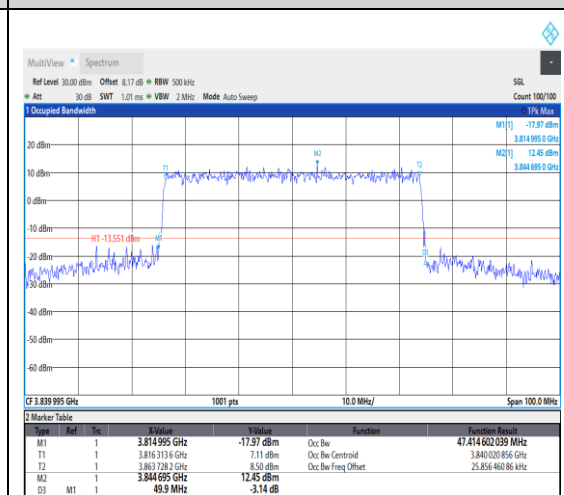 MultiView Spectrum
Ref Level 30.00 dBm Offset 8.17 dB RBW 500 kHz SGL
Att 30 dB SWT 1.01 ms VBW 2 MHz Mode Auto Sweep Count 100/100
1 Occupied Bandwidth 1Pk Max
M1[1] -17.97 dBm
3.814 995 0 GHz
M2[1] 12.45 dBm
3.844 695 0 GHz
20 dBm
M2
T1 T2
10 dBm
0 dBm
-10 dBm
H1 -13.551 dBm M1
-20 dBm D3
-30 dBm
-40 dBm
-50 dBm
-60 dBm
CF 3.839 995 GHz 1001 pts 10.0 MHz/ Span 100.0 MHz
2 Marker Table
Type Ref Trc X-Value Y-Value Function Function Result
M1 1 3.814 995 GHz -17.97 dBm Occ Bw 47.414 602 039 MHz
T1 1 3.816 313 6 GHz 7.11 dBm Occ Bw Centroid 3.840 020 856 GHz
T2 1 3.863 728 2 GHz 8.50 dBm Occ Bw Freq Offset 25.856 460 86 kHz
M2 1 3.844 695 GHz 12.45 dBm
D3 M1 1 49.9 MHz -3.14 dB